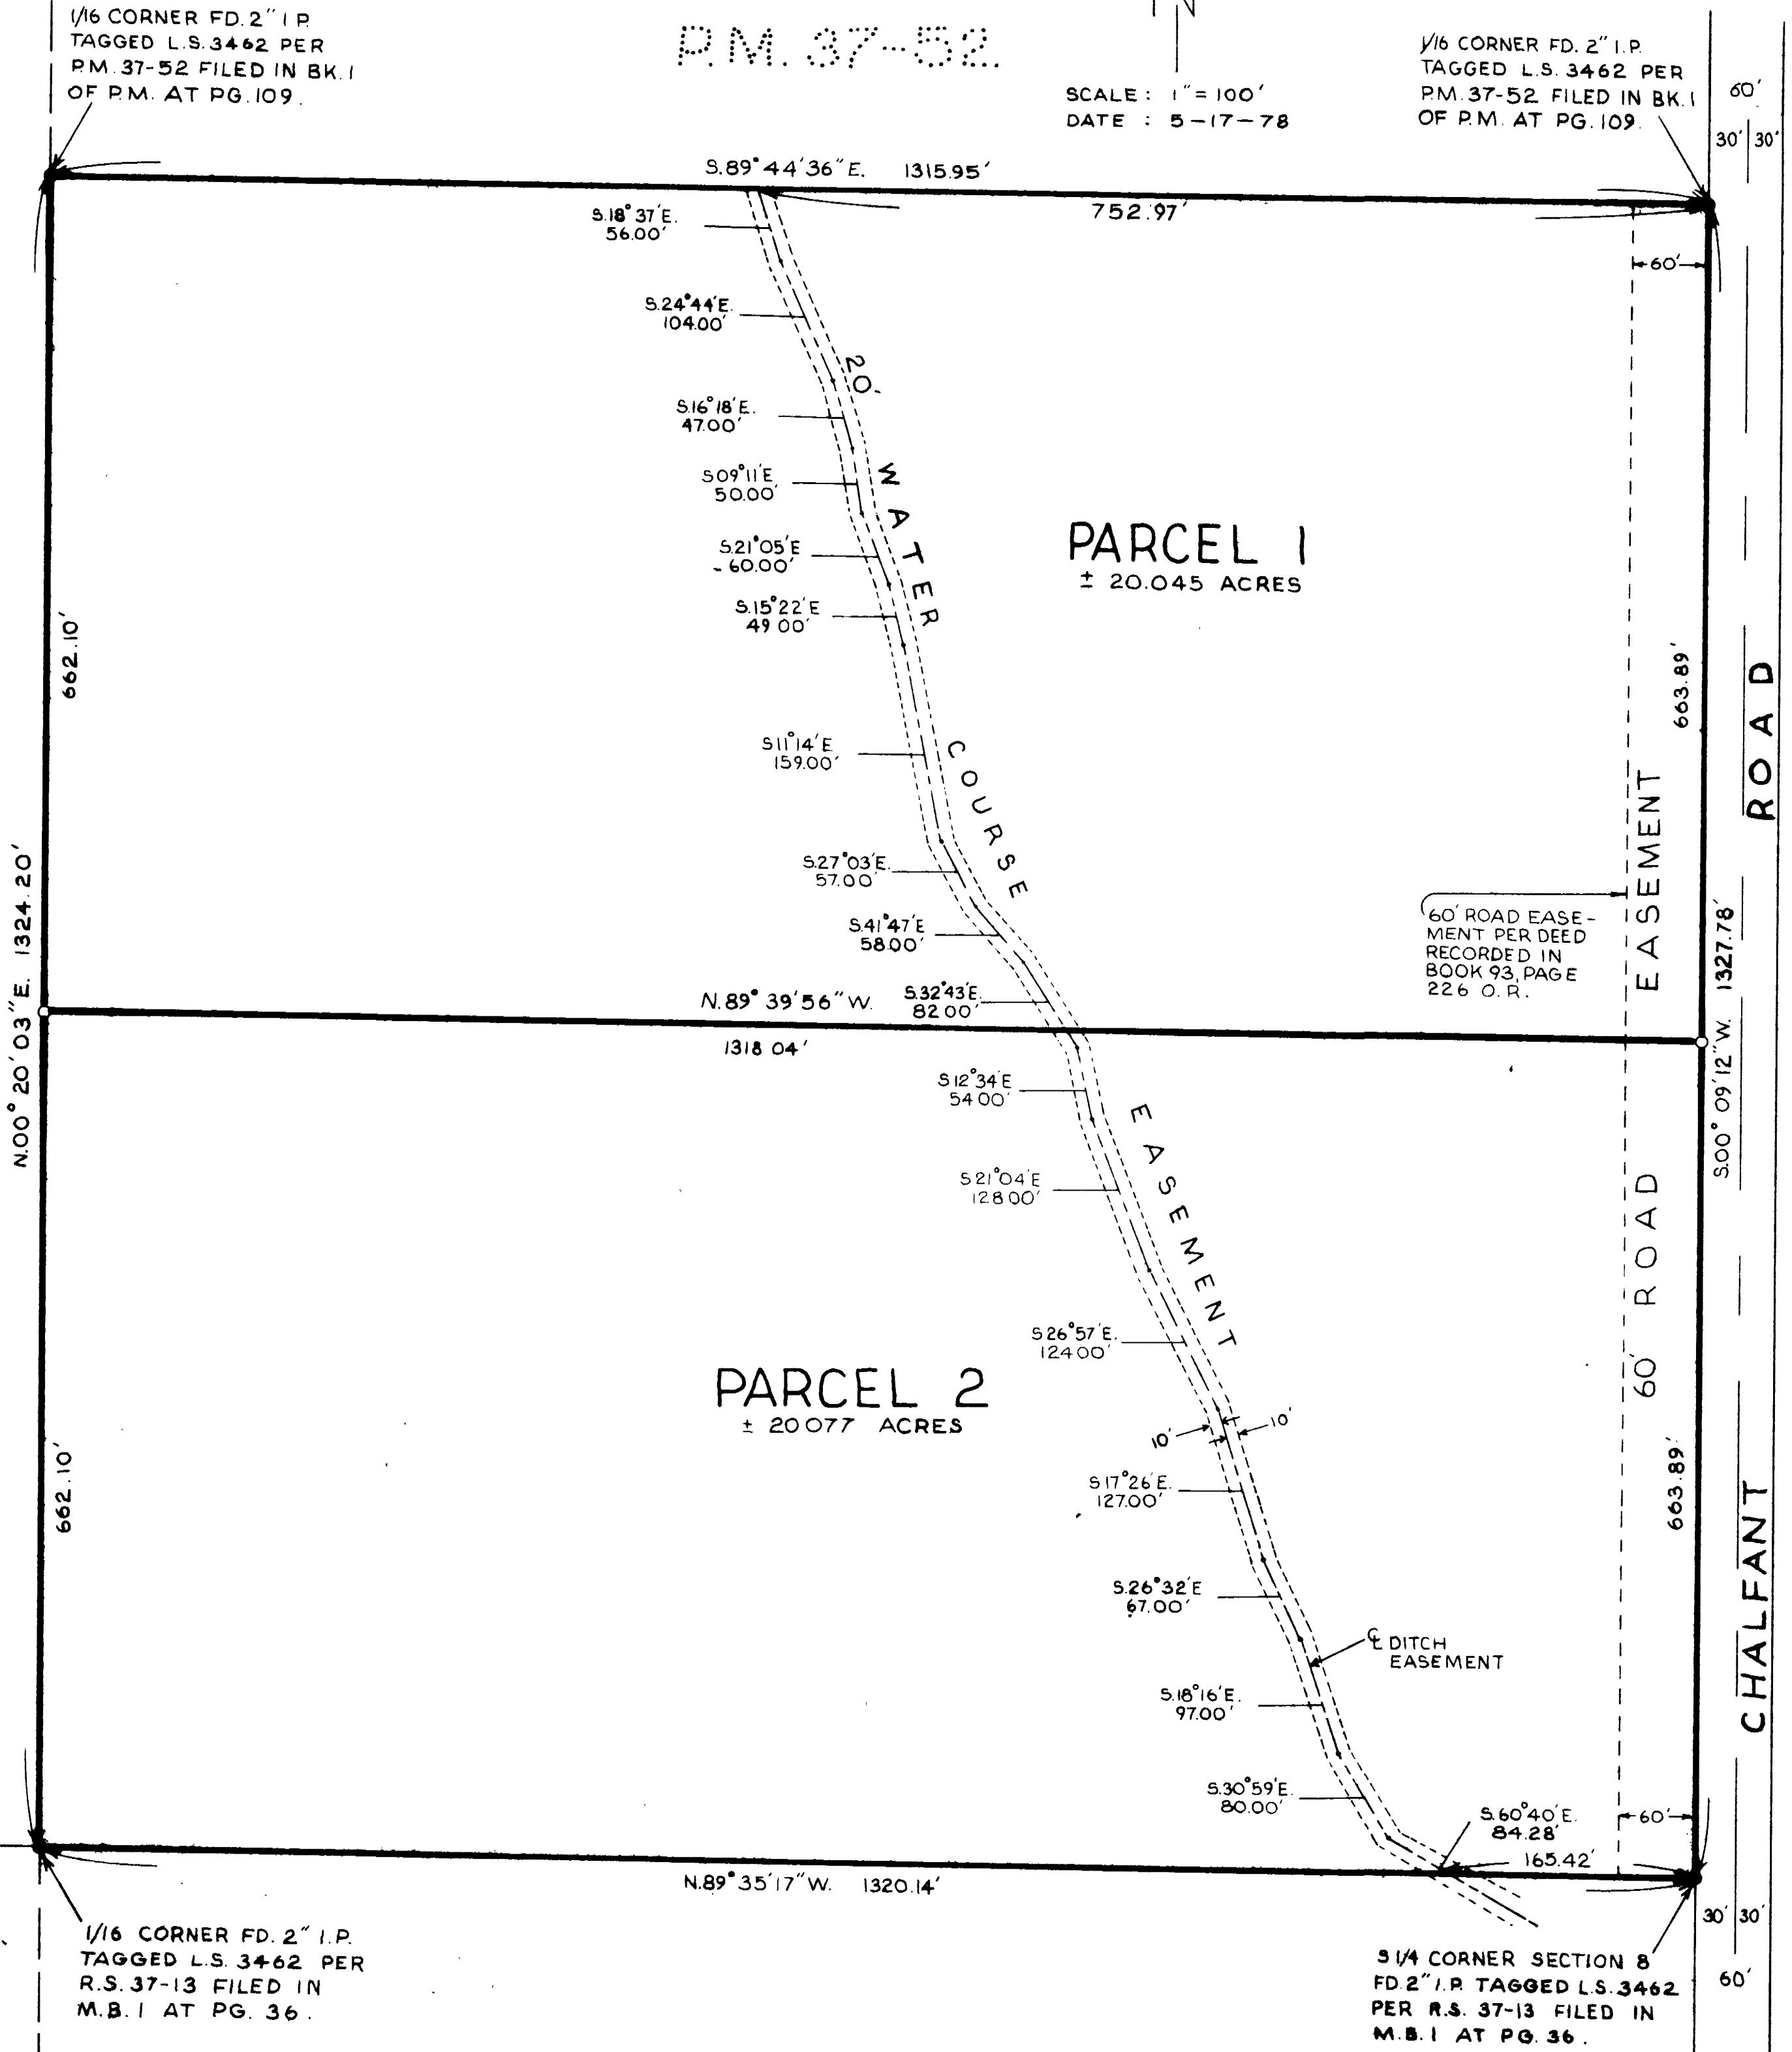 1/16 CORNER FD. 2" I.P.
TAGGED L.S. 3462 PER
P.M. 37-52 FILED IN BK. 1
OF P.M. AT PG. 109.
P.M. 37-52
N
SCALE : 1" = 100'
DATE : 5-17-78
1/16 CORNER FD. 2" I.P.
TAGGED L.S. 3462 PER
P.M. 37-52 FILED IN BK. 1
OF P.M. AT PG. 109.
60'
30' 30'
S.89°44'36"E. 1315.95'
752.97'
60'
S.18°37'E.
56.00'
S.24°44'E.
104.00'
S.16°18'E.
47.00'
S09°11'E
50.00'
S.21°05'E
60.00'
S.15°22'E
49 00'
S11°14'E
159.00'
S.27°03'E.
57.00'
S.41°47'E
58.00'
S.32°43'E.
82 00'
20' WATER COURSE EASEMENT
PARCEL 1
± 20.045 ACRES
662.10'
663.89'
N.00°20'03"E. 1324.20'
60' ROAD EASE-
MENT PER DEED
RECORDED IN
BOOK 93, PAGE
226 O.R.
60' ROAD EASEMENT
S.00°09'12"W. 1327.78'
CHALFANT ROAD
N.89°39'56"W.
1318 04'
S12°34'E
54 00'
S21°04'E
128 00'
S26°57'E.
124 00'
PARCEL 2
± 20 077 ACRES
10' 10'
S17°26'E.
127.00'
S.26°32'E
67.00'
662.10'
663.89'
℄ DITCH
EASEMENT
S.18°16'E.
97.00'
S.30°59'E.
80.00'
S.60°40'E.
84.28'
60'
165.42'
N.89°35'17"W. 1320.14'
1/16 CORNER FD. 2" I.P.
TAGGED L.S. 3462 PER
R.S. 37-13 FILED IN
M.B. 1 AT PG. 36.
S 1/4 CORNER SECTION 8
FD. 2" I.P. TAGGED L.S. 3462
PER R.S. 37-13 FILED IN
M.B. 1 AT PG. 36.
30' 30'
60'